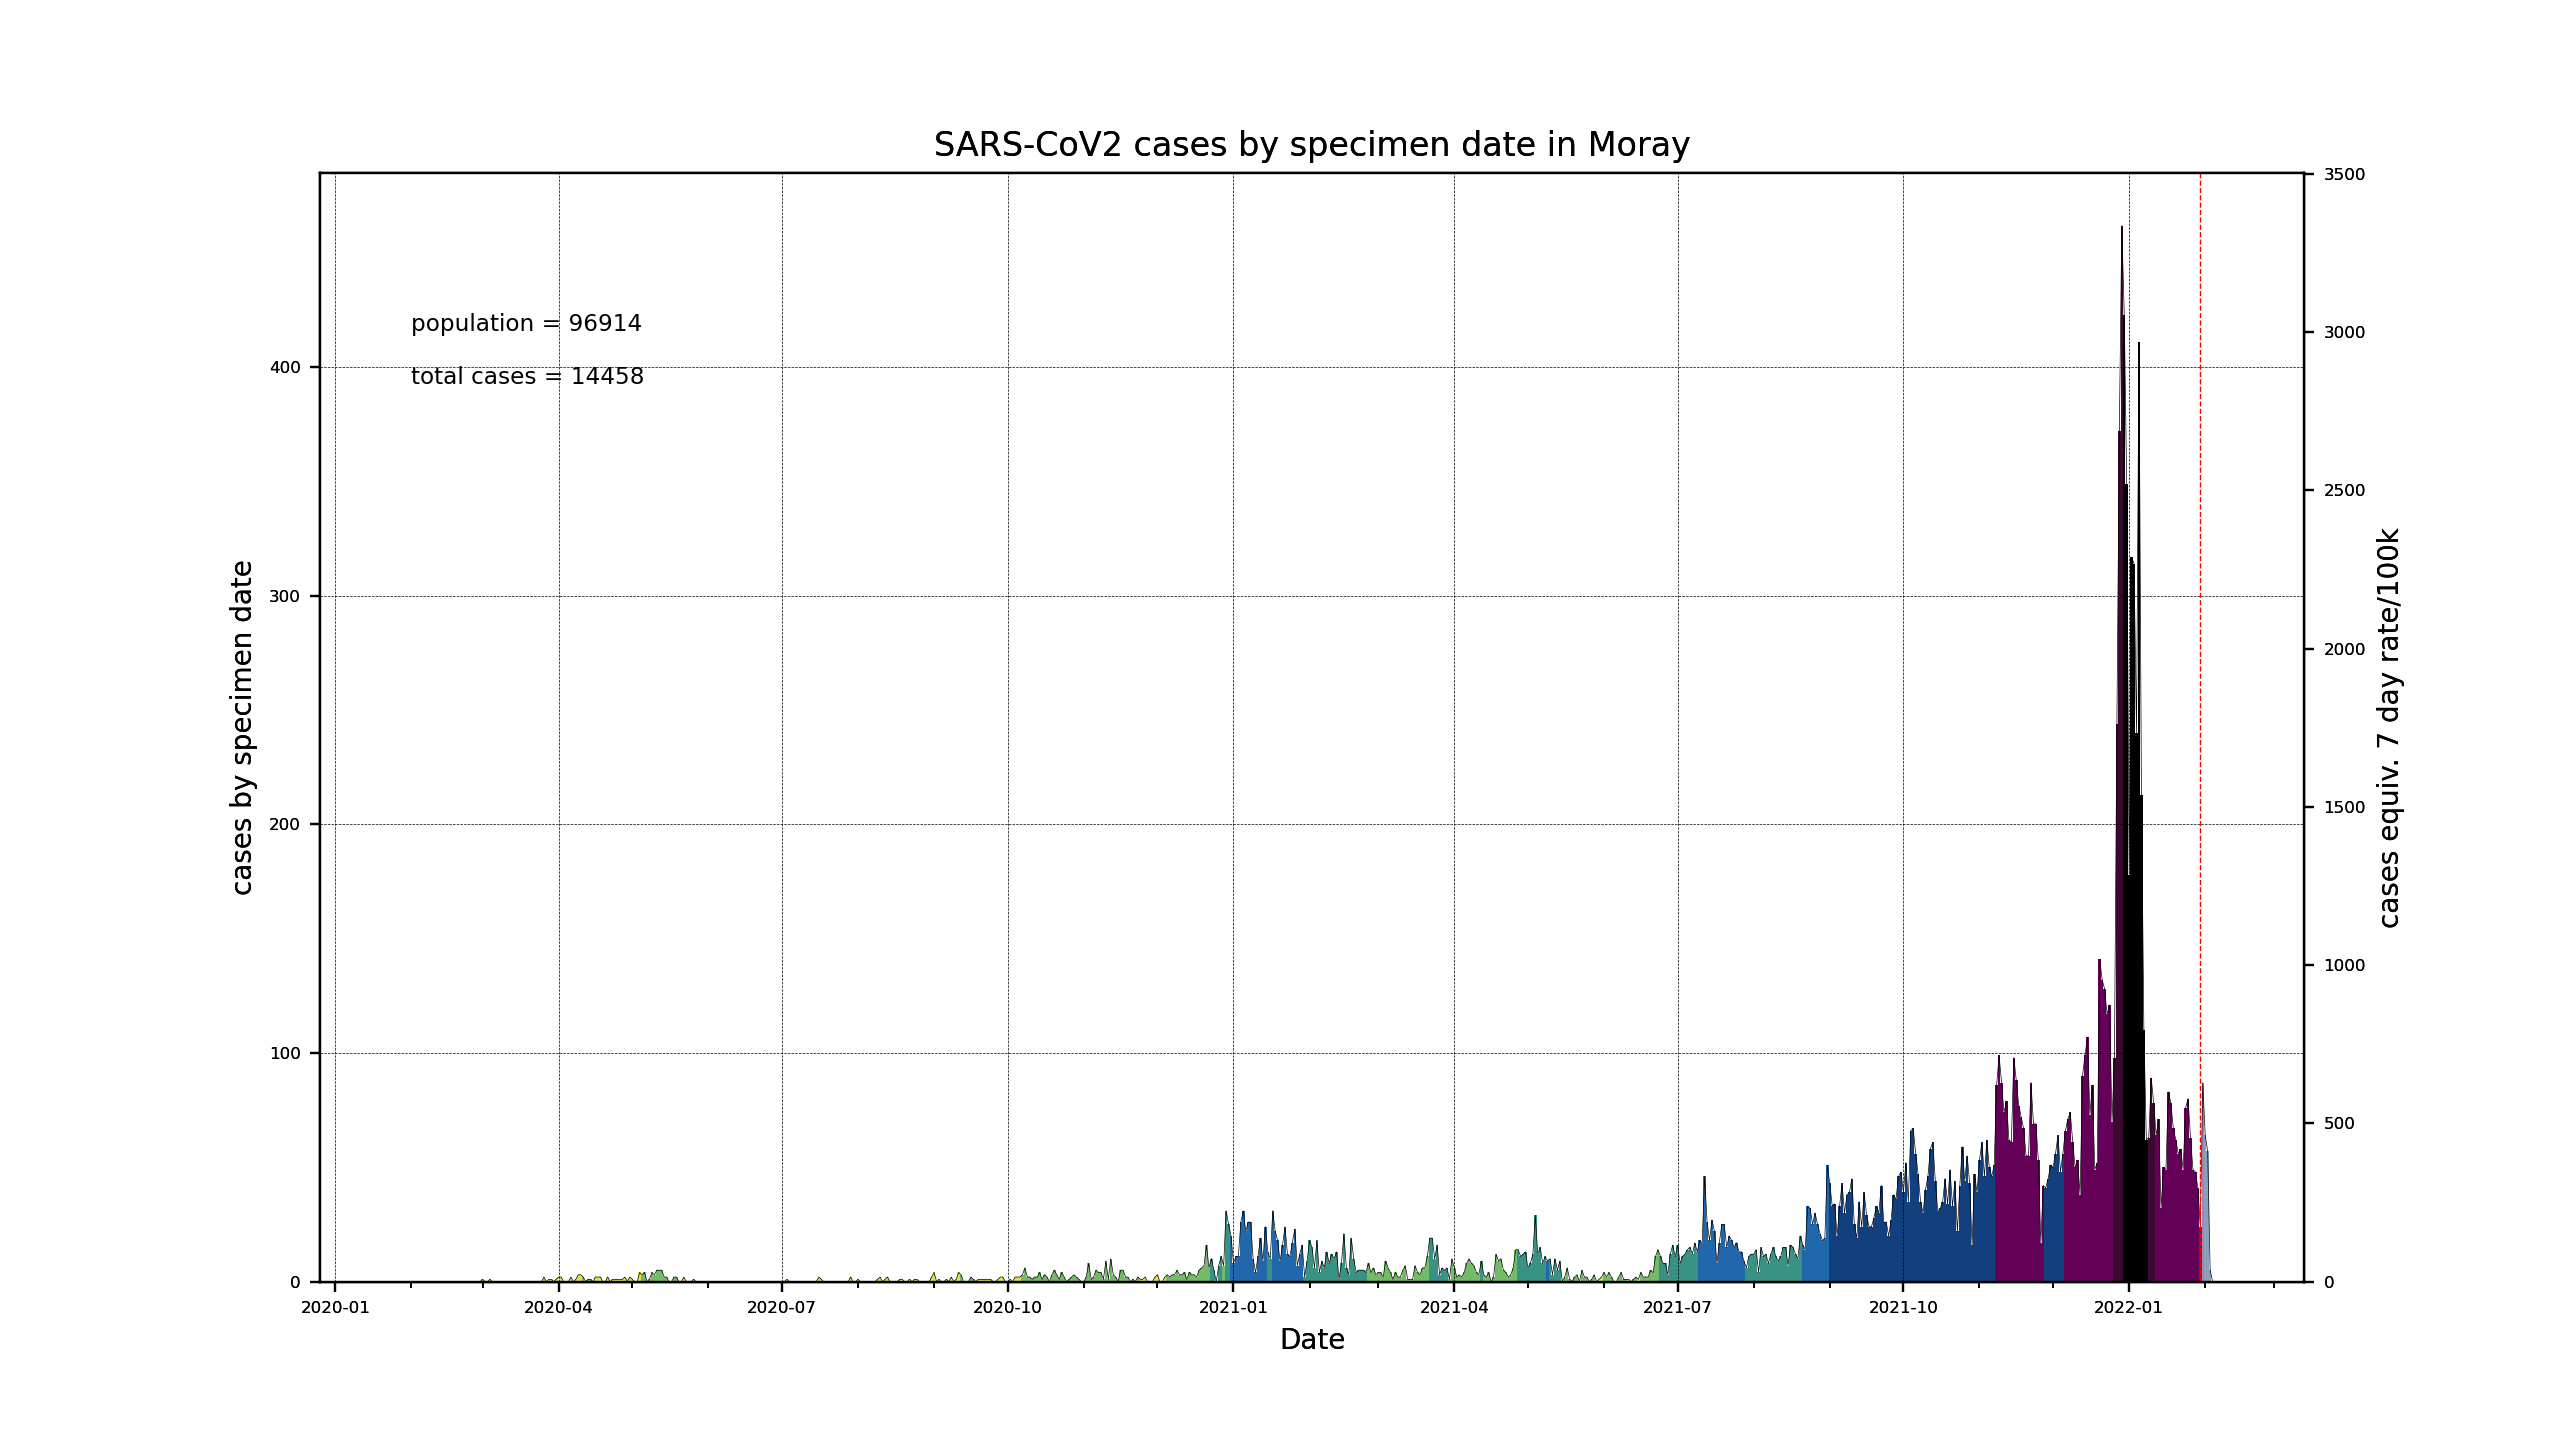 SARS-CoV2 cases by specimen date in Moray
population = 96914
total cases = 14458
cases by specimen date
400
300
200
100
0
3500
3000
2500
2000
1500
1000
500
0
cases equiv. 7 day rate/100k
2020-01 2020-04 2020-07 2020-10 2021-01 2021-04 2021-07 2021-10 2022-01
Date